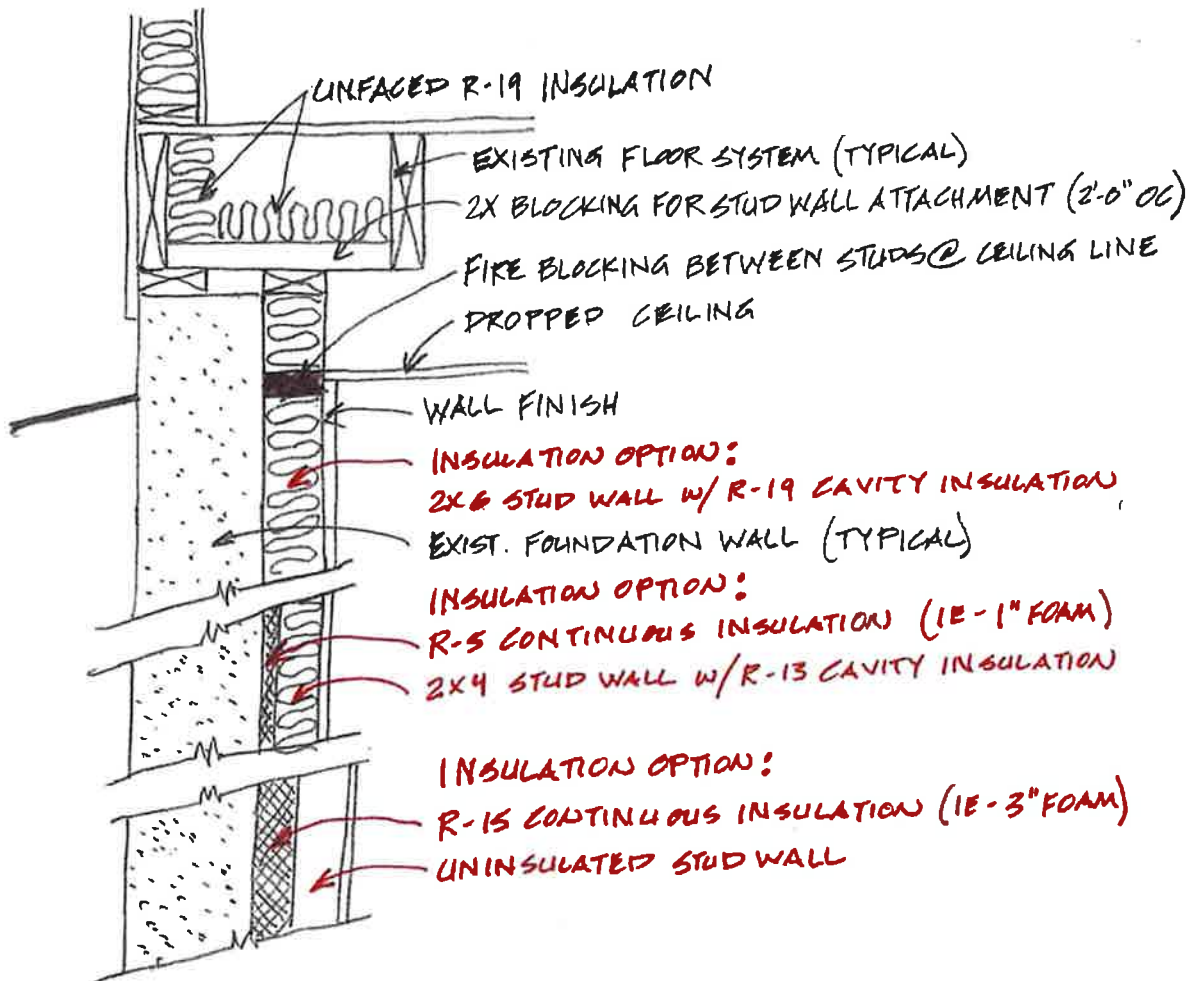 UNFACED R-19 INSULATION
EXISTING FLOOR SYSTEM (TYPICAL)
2X BLOCKING FOR STUD WALL ATTACHMENT (2'-0" OC)
FIRE BLOCKING BETWEEN STUDS @ CEILING LINE
DROPPED CEILING
WALL FINISH
INSULATION OPTION:
2X6 STUD WALL W/ R-19 CAVITY INSULATION
EXIST. FOUNDATION WALL (TYPICAL)
INSULATION OPTION:
R-5 CONTINUOUS INSULATION (IE - 1" FOAM)
2X4 STUD WALL W/ R-13 CAVITY INSULATION
INSULATION OPTION:
R-15 CONTINUOUS INSULATION (IE - 3" FOAM)
UNINSULATED STUD WALL